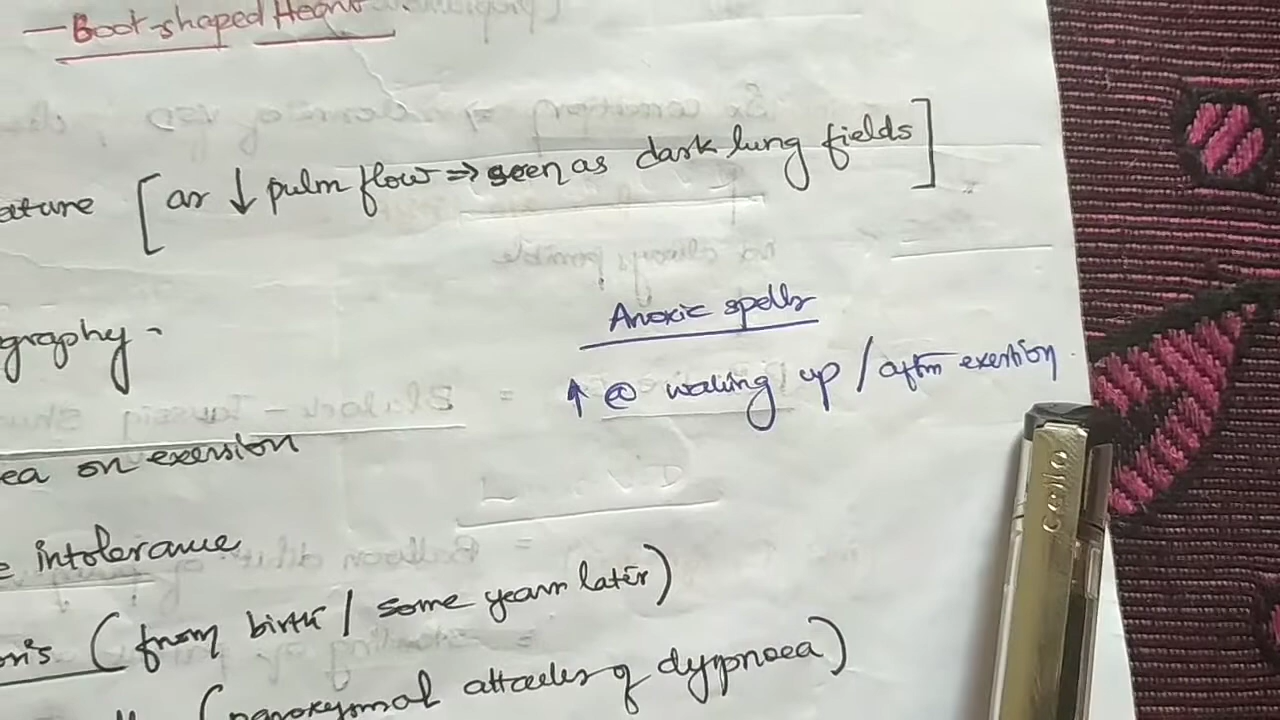 — Boot-shaped Heart
ature [as ↓ pulm flow ⇒ seen as dark lung fields]
graphy -
Anoxic spells
↑ @ waking up / after exertion.
ea on exersion
e intolerance
(from birth / some years later)
(paroxysmal attacks of dyspnoea)
cello